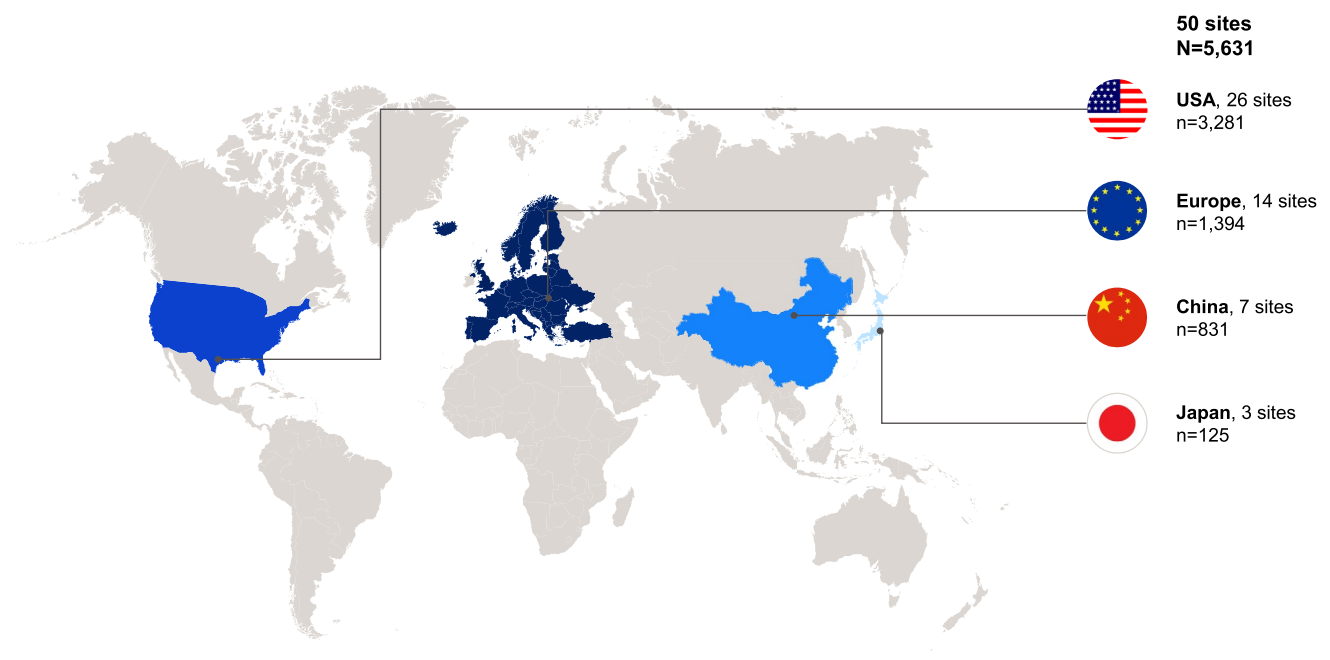 50 sites
N=5,631
USA, 26 sites
n=3,281
Europe, 14 sites
n=1,394
China, 7 sites
n=831
Japan, 3 sites
n=125